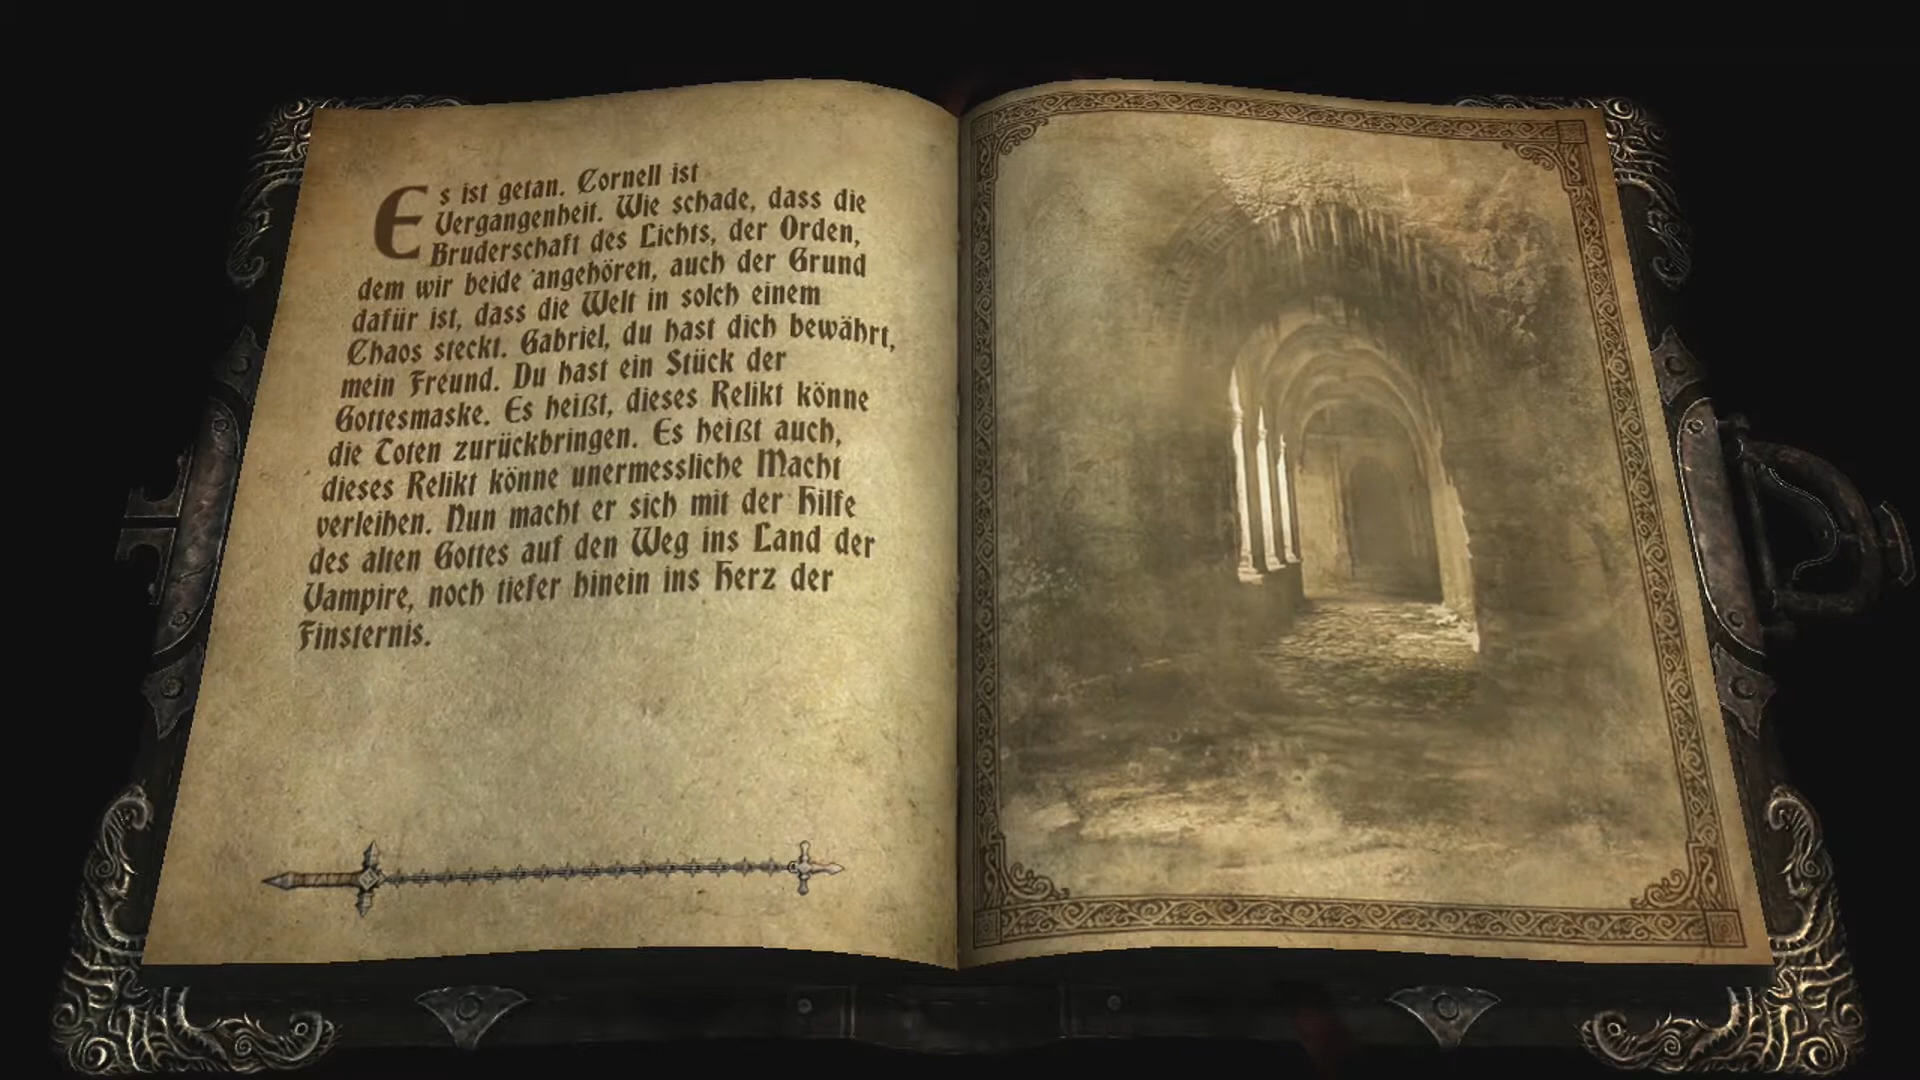 Es ist getan. Cornell ist
Vergangenheit. Wie schade, dass die
Bruderschaft des Lichts, der Orden,
dem wir beide angehören, auch der Grund
dafür ist, dass die Welt in solch einem
Chaos steckt. Gabriel, du hast dich bewährt,
mein Freund. Du hast ein Stück der
Gottesmaske. Es heißt, dieses Relikt könne
die Toten zurückbringen. Es heißt auch,
dieses Relikt könne unermessliche Macht
verleihen. Nun macht er sich mit der Hilfe
des alten Gottes auf den Weg ins Land der
Vampire, noch tiefer hinein ins Herz der
Finsternis.